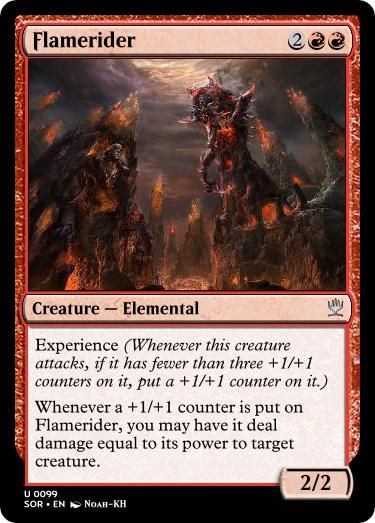 Flamerider 2
Creature — Elemental
Experience (Whenever this creature
attacks, if it has fewer than three +1/+1
counters on it, put a +1/+1 counter on it.)
Whenever a +1/+1 counter is put on
Flamerider, you may have it deal
damage equal to its power to target
creature.
2/2
U 0099
SOR • EN NOAH-KH